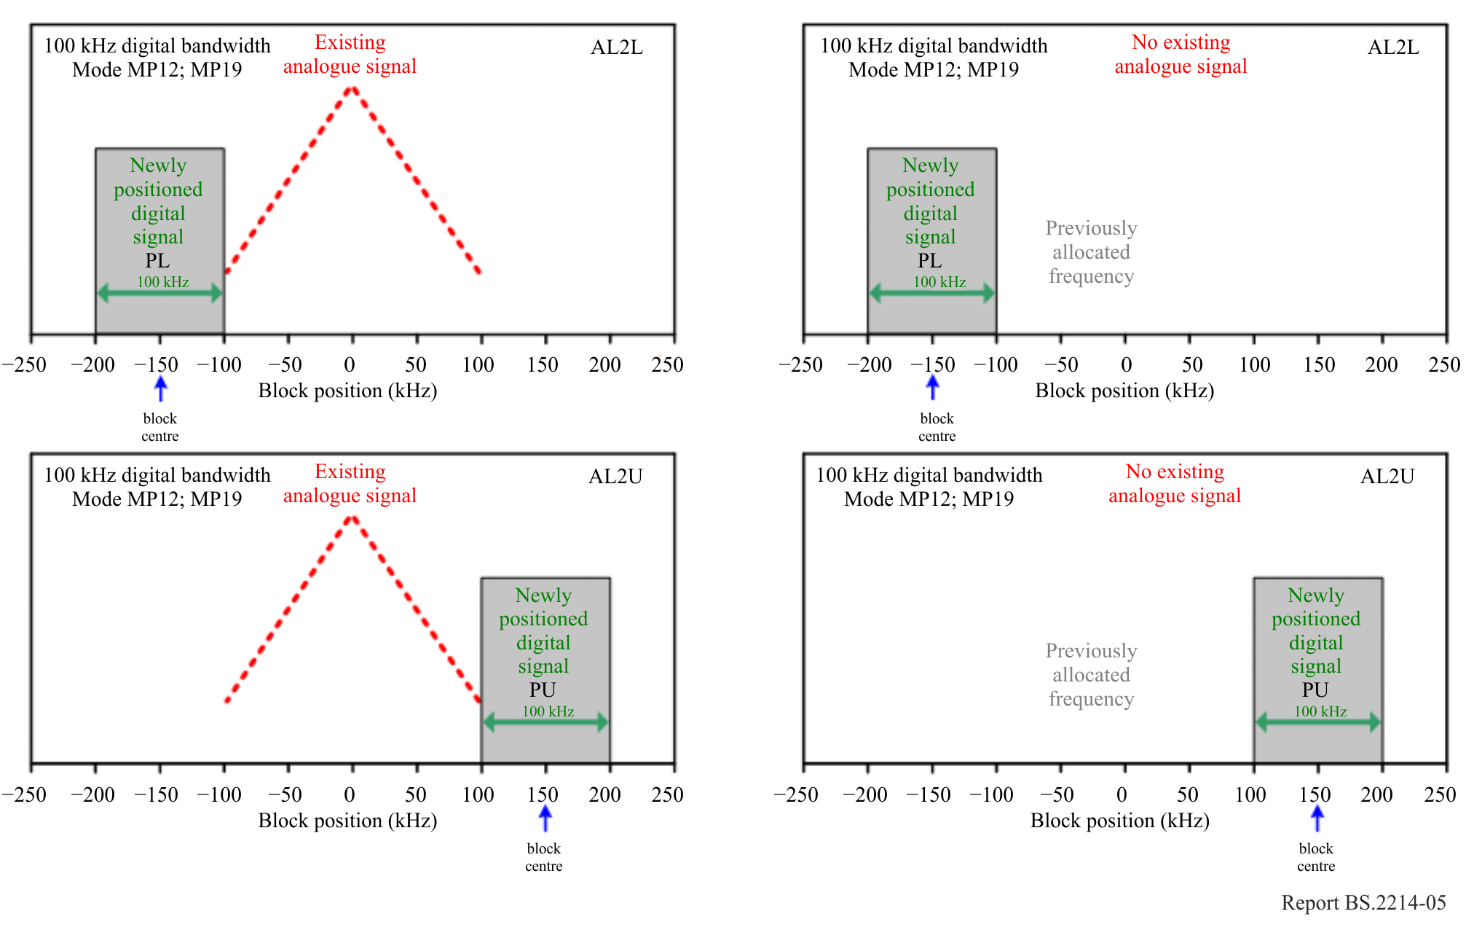 100 kHz digital bandwidth
Mode MP12; MP19
Existing
analogue signal
AL2L
Newly
positioned
digital
signal
PL
100 kHz
−250 −200 −150 −100 −50 0 50 100 150 200 250
Block position (kHz)
block
centre
100 kHz digital bandwidth
Mode MP12; MP19
No existing
analogue signal
AL2L
Newly
positioned
digital
signal
PL
100 kHz
Previously
allocated
frequency
−250 −200 −150 −100 −50 0 50 100 150 200 250
Block position (kHz)
block
centre
100 kHz digital bandwidth
Mode MP12; MP19
Existing
analogue signal
AL2U
Newly
positioned
digital
signal
PU
100 kHz
−250 −200 −150 −100 −50 0 50 100 150 200 250
Block position (kHz)
block
centre
100 kHz digital bandwidth
Mode MP12; MP19
No existing
analogue signal
AL2U
Previously
allocated
frequency
Newly
positioned
digital
signal
PU
100 kHz
−250 −200 −150 −100 −50 0 50 100 150 200 250
Block position (kHz)
block
centre
Report BS.2214-05